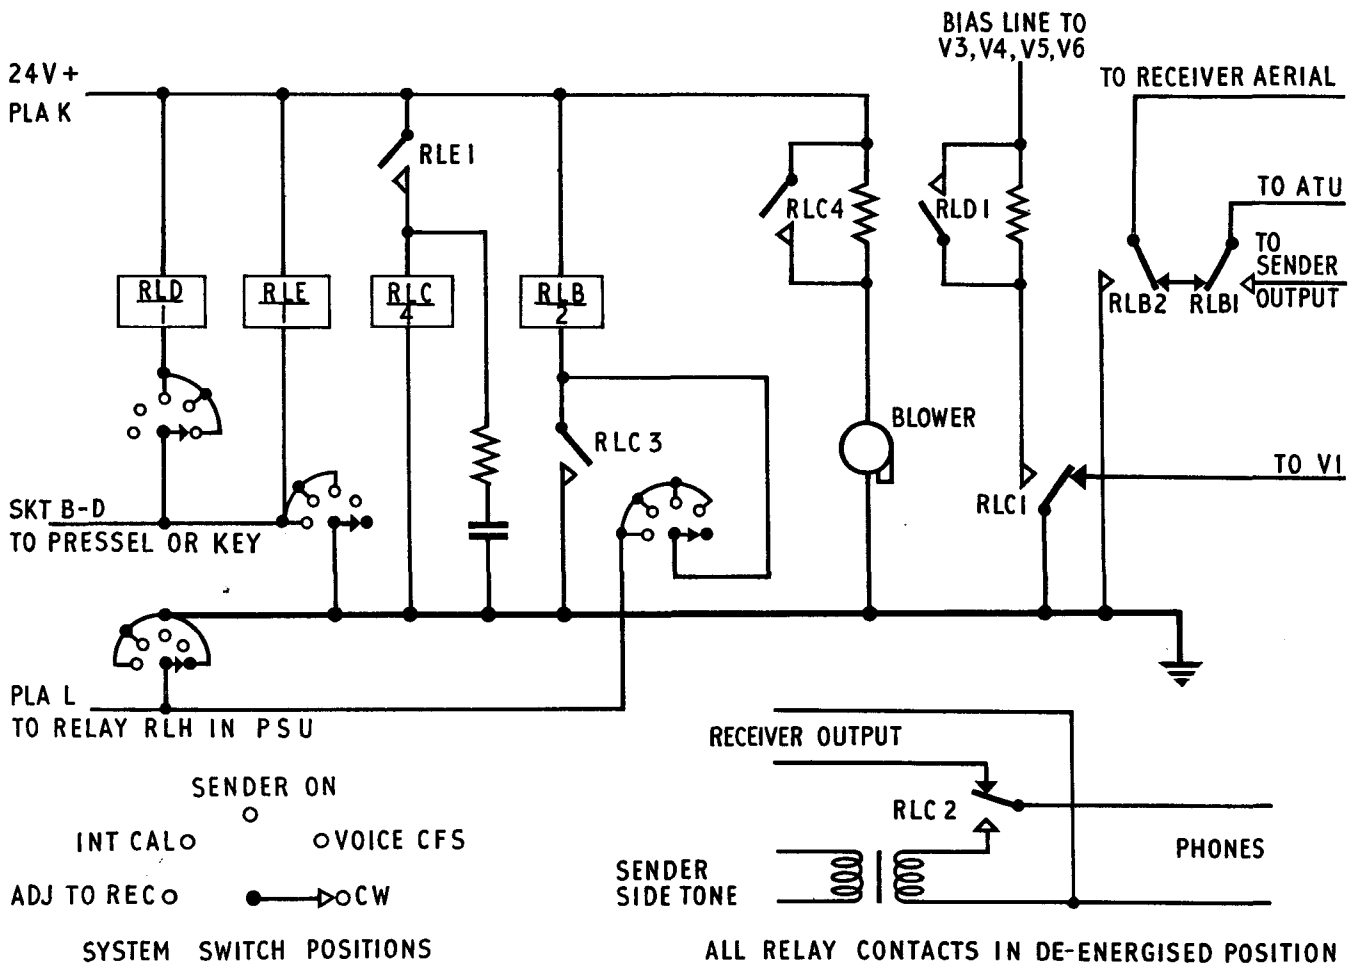 BIAS LINE TO
V3, V4, V5, V6
24V+
PLA K
TO RECEIVER AERIAL
RLE1
RLC4
RLD1
TO ATU
TO
SENDER
OUTPUT
RLD
1
RLE
1
RLC
4
RLB
2
RLB2
RLB1
BLOWER
RLC3
TO V1
RLC1
SKT B-D
TO PRESSEL OR KEY
PLA L
TO RELAY RLH IN PSU
RECEIVER OUTPUT
SENDER ON
RLC2
INT CAL
VOICE CFS
PHONES
SENDER
SIDE TONE
ADJ TO REC
CW
SYSTEM SWITCH POSITIONS
ALL RELAY CONTACTS IN DE-ENERGISED POSITION